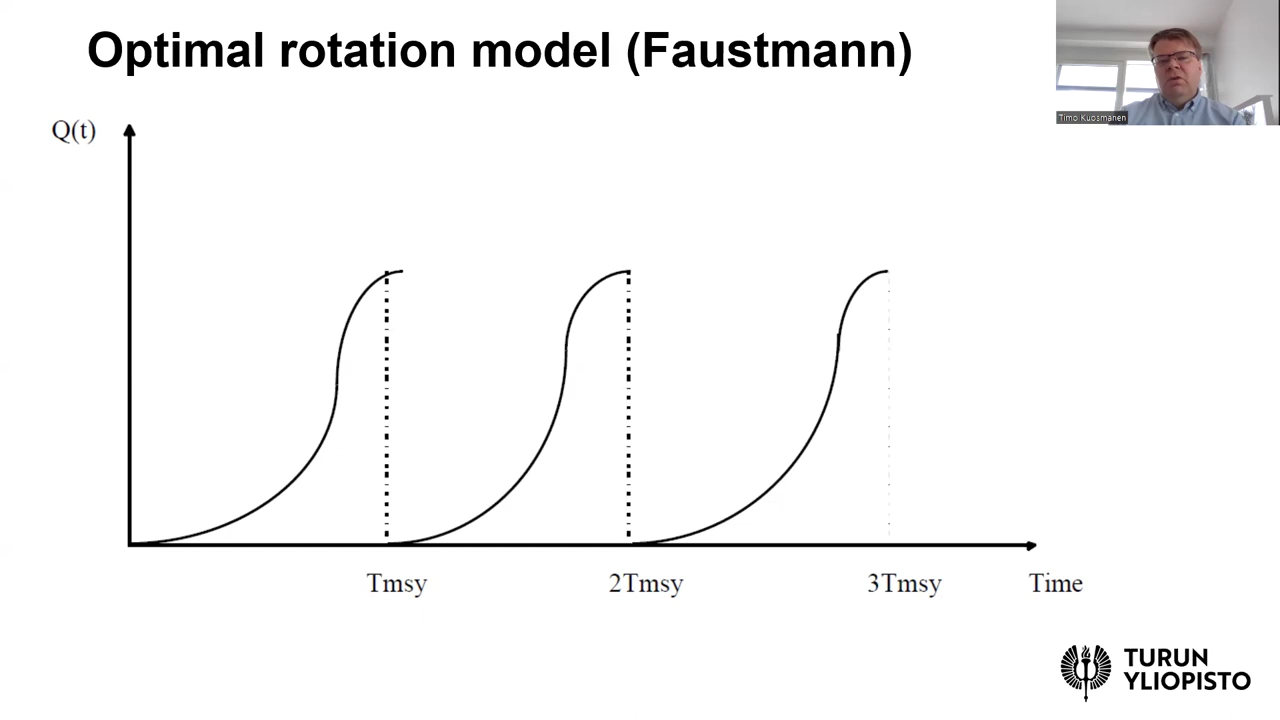 Optimal rotation model (Faustmann)
Timo Kuosmanen
Q(t)
Tmsy 2Tmsy 3Tmsy Time
TURUN
YLIOPISTO